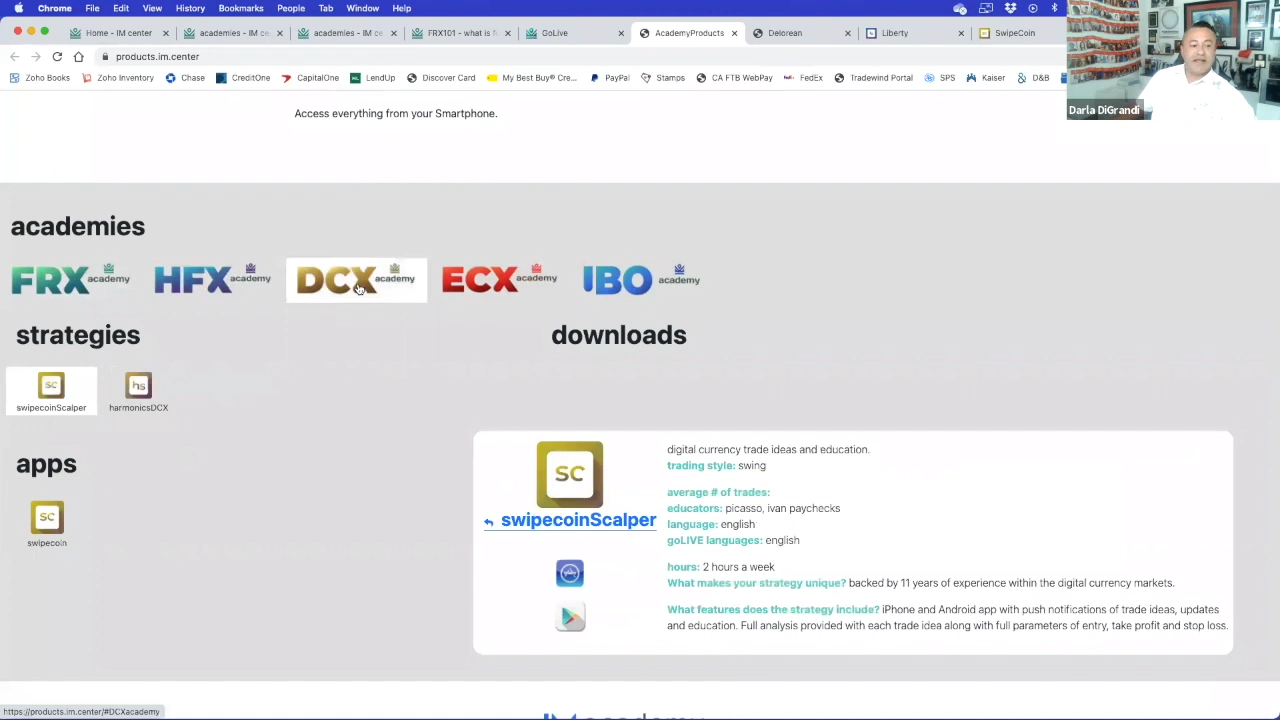 Chrome File Edit View History Bookmarks People Tab Window Help
Home - IM center academies - IM ce academies - IM GoLive AcademyProducts Delorean Liberty SwipeCoin
products.im.center
Zoho Books Zoho Inventory Chase CreditOne CapitalOne LendUp Discover Card My Best Buy® Cre... PayPal Stamps CA FTB WebPay FedEx Tradewind Portal SPS Kaiser D&B
Darla DiGrandi
Access everything from your Smartphone.
academies
FRX academy HFX academy DCX academy ECX academy IBO academy
strategies
downloads
sc
swipecoinScalper
hs
harmonicsDCX
apps
sc
swipecoin
sc
swipecoinScalper
digital currency trade ideas and education.
trading style: swing
average # of trades:
educators: picasso, ivan paychecks
language: english
goLIVE languages: english
hours: 2 hours a week
What makes your strategy unique? backed by 11 years of experience within the digital currency markets.
What features does the strategy include? iPhone and Android app with push notifications of trade ideas, updates
and education. Full analysis provided with each trade idea along with full parameters of entry, take profit and stop loss.
https://products.im.center/#DCXacademy